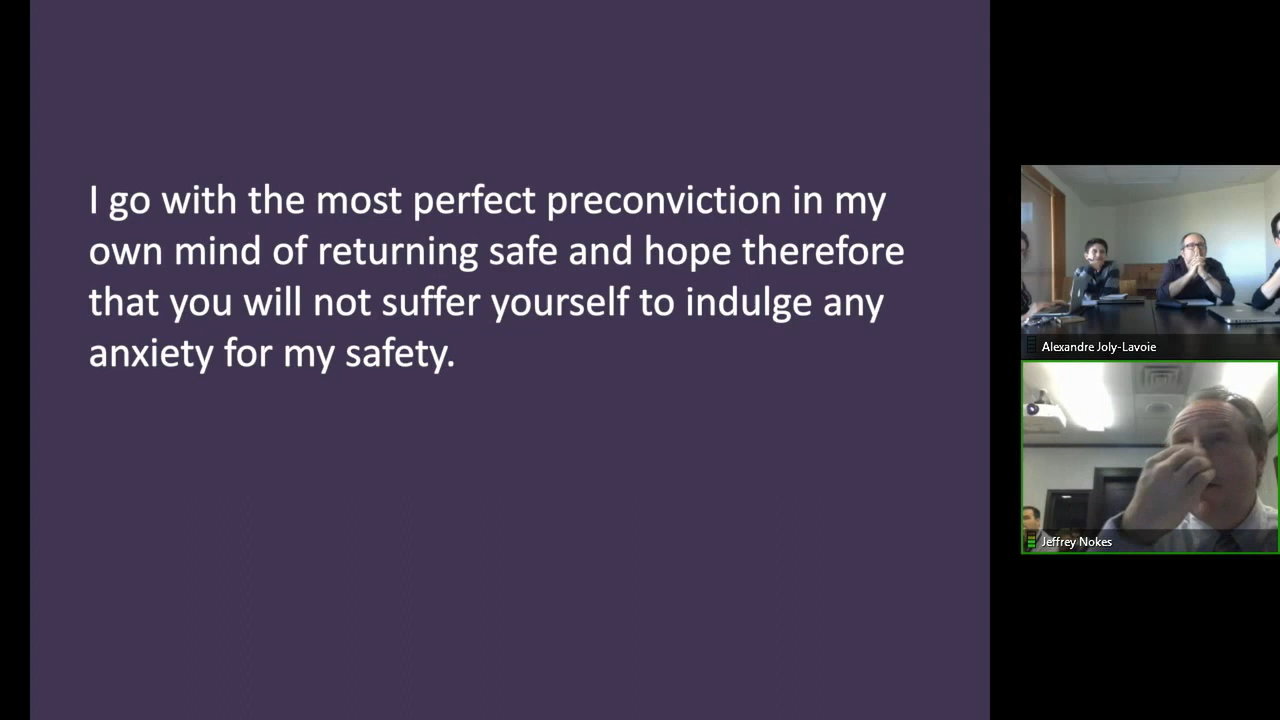 I go with the most perfect preconviction in my
own mind of returning safe and hope therefore
that you will not suffer yourself to indulge any
anxiety for my safety.
Alexandre Joly-Lavoie
Jeffrey Nokes